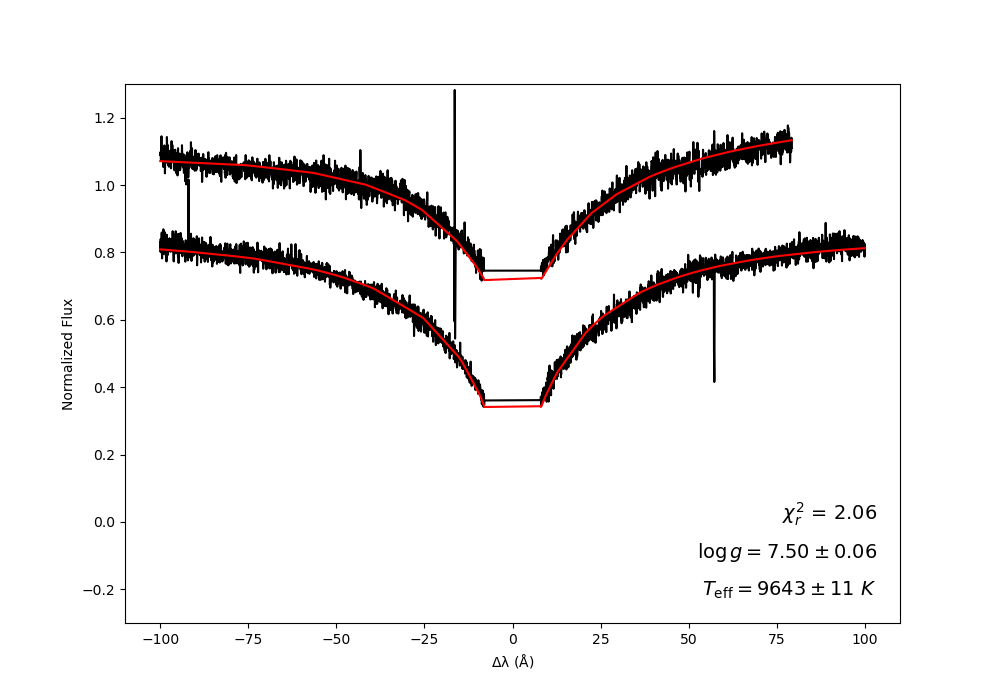 1.2
1.0
0.8
0.6
0.4
0.2
0.0
−0.2
Normalized Flux
−100 −75 −50 −25 0 25 50 75 100
Δλ (Å)
χ²ᵣ = 2.06
log g = 7.50 ± 0.06
T_eff = 9643 ± 11 K